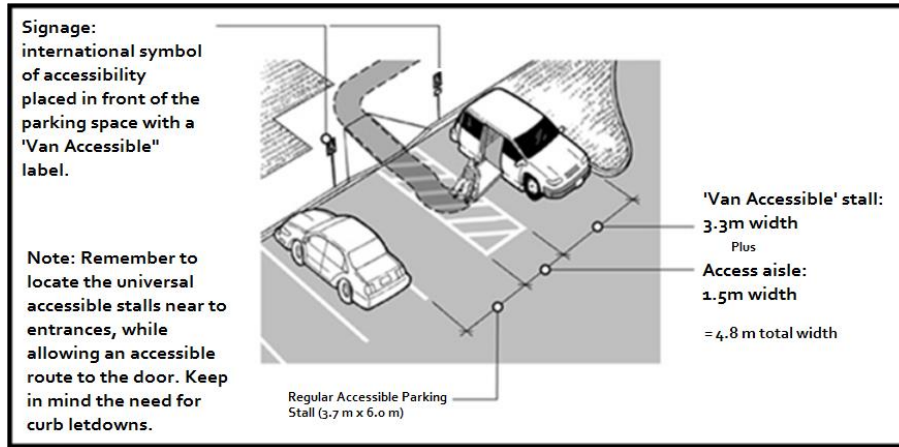 Signage:
international symbol
of accessibility
placed in front of the
parking space with a
'Van Accessible"
label.
Note: Remember to
locate the universal
accessible stalls near to
entrances, while
allowing an accessible
route to the door. Keep
in mind the need for
curb letdowns.
Regular Accessible Parking
Stall (3.7 m x 6.0 m)
'Van Accessible' stall:
3.3m width
Plus
Access aisle:
1.5m width
= 4.8 m total width